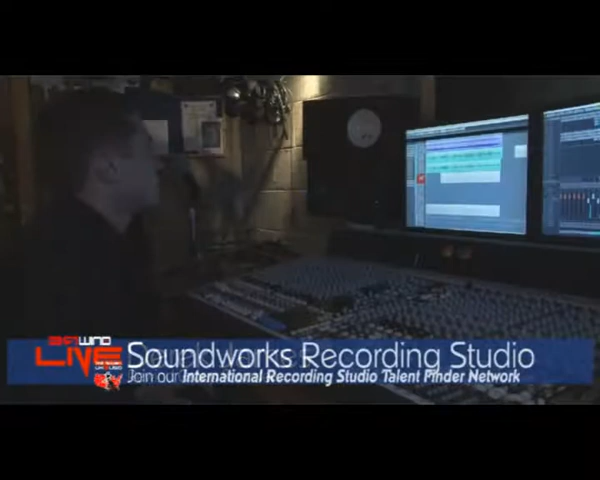 LIVE
Soundworks Recording Studio
Join our International Recording Studio Talent Finder Network